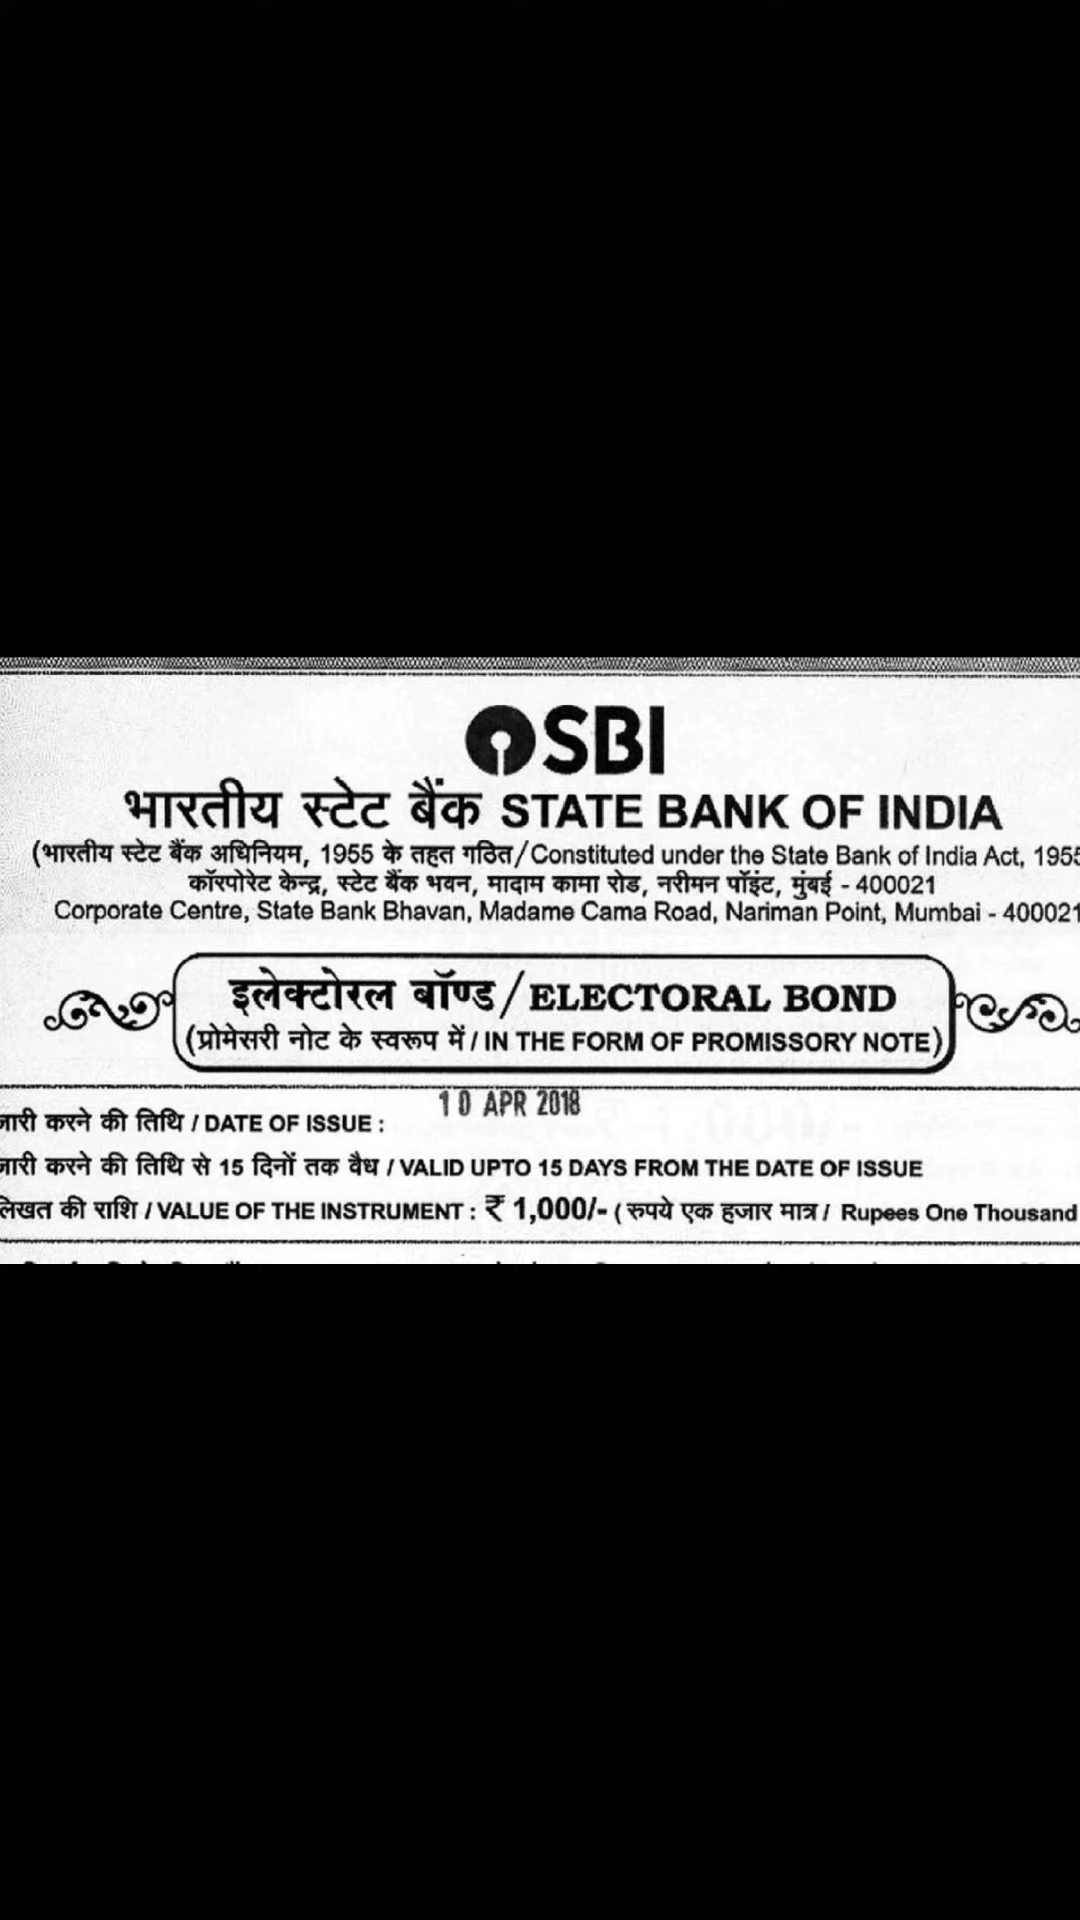 SBI
भारतीय स्टेट बैंक STATE BANK OF INDIA
(भारतीय स्टेट बैंक अधिनियम, 1955 के तहत गठित/Constituted under the State Bank of India Act, 1955
कॉरपोरेट केन्द्र, स्टेट बैंक भवन, मादाम कामा रोड, नरीमन पॉइंट, मुंबई - 400021
Corporate Centre, State Bank Bhavan, Madame Cama Road, Nariman Point, Mumbai - 400021
इलेक्टोरल बॉण्ड/ELECTORAL BOND
(प्रोमेसरी नोट के स्वरूप में/ IN THE FORM OF PROMISSORY NOTE)
10 APR 2018
जारी करने की तिथि / DATE OF ISSUE :
जारी करने की तिथि से 15 दिनों तक वैध / VALID UPTO 15 DAYS FROM THE DATE OF ISSUE
लिखत की राशि / VALUE OF THE INSTRUMENT : ₹ 1,000/- ( रुपये एक हजार मात्र / Rupees One Thousand